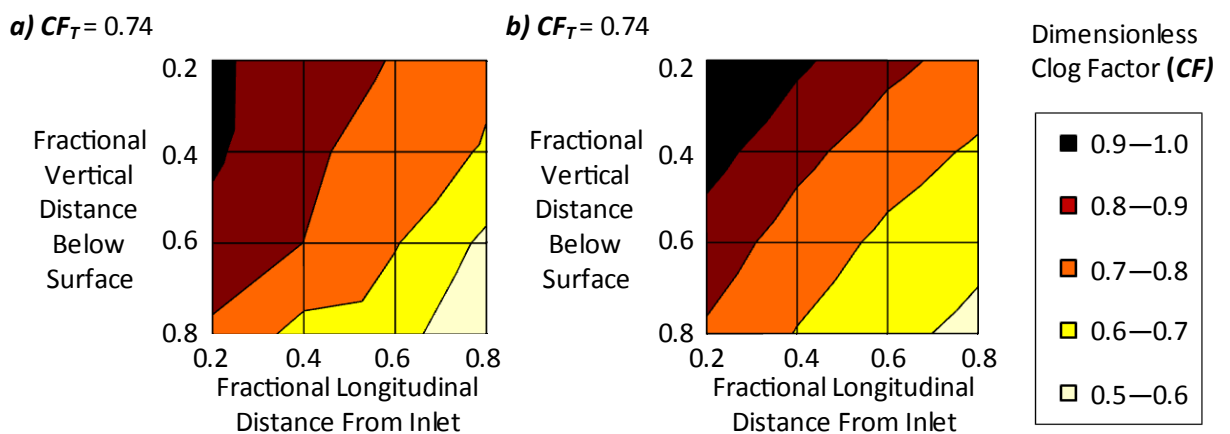 a) CF_T = 0.74
0.2
0.4
0.6
0.8
Fractional
Vertical
Distance
Below
Surface
0.2 0.4 0.6 0.8
Fractional Longitudinal
Distance From Inlet
b) CF_T = 0.74
0.2
0.4
0.6
0.8
Fractional
Vertical
Distance
Below
Surface
0.2 0.4 0.6 0.8
Fractional Longitudinal
Distance From Inlet
Dimensionless
Clog Factor (CF)
0.9—1.0
0.8—0.9
0.7—0.8
0.6—0.7
0.5—0.6